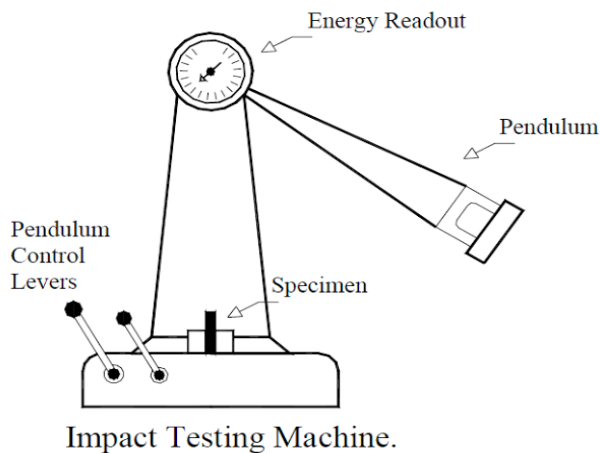 Energy Readout
Pendulum
Pendulum
Control
Levers
Specimen
Impact Testing Machine.